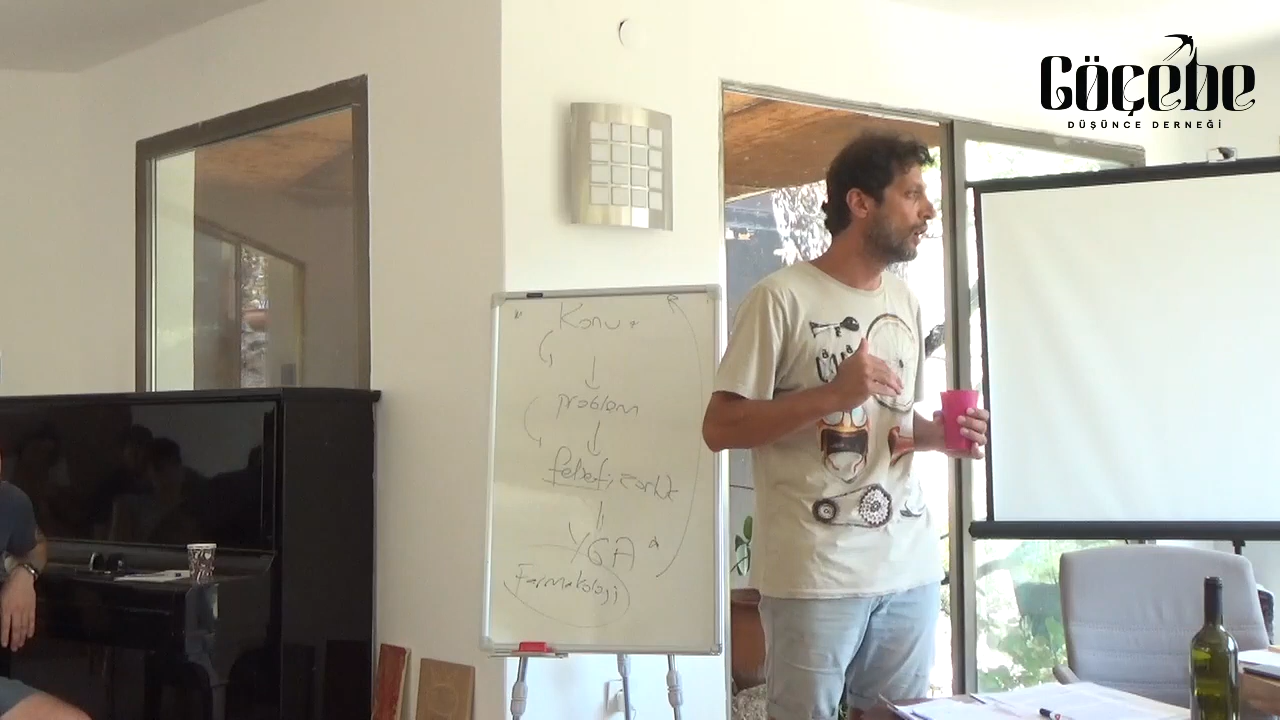 Göçebe
DÜŞÜNCE DERNEĞİ
Konu
problem
felsefi, zorluk
YGA
Farmakoloji